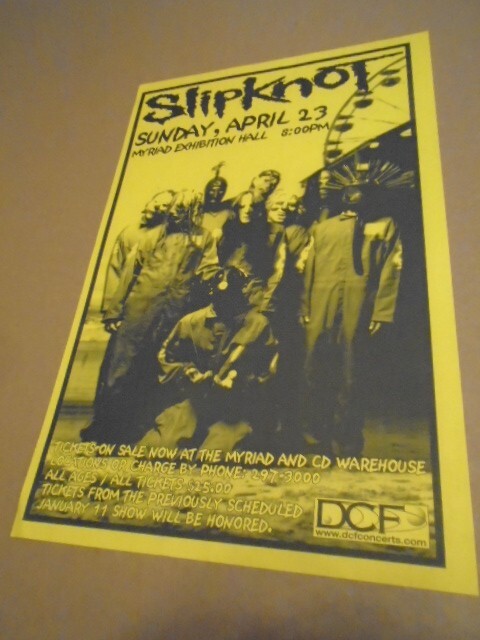 SlipKnoT
SUNDAY, APRIL 23
MYRIAD EXHIBITION HALL 8:00PM
TICKETS ON SALE NOW AT THE MYRIAD AND CD WAREHOUSE
LOCATIONS OR CHARGE BY PHONE: 297-3000
ALL AGES / ALL TICKETS $25.00
TICKETS FROM THE PREVIOUSLY SCHEDULED
JANUARY 11 SHOW WILL BE HONORED.
DCF
www.dcfconcerts.com